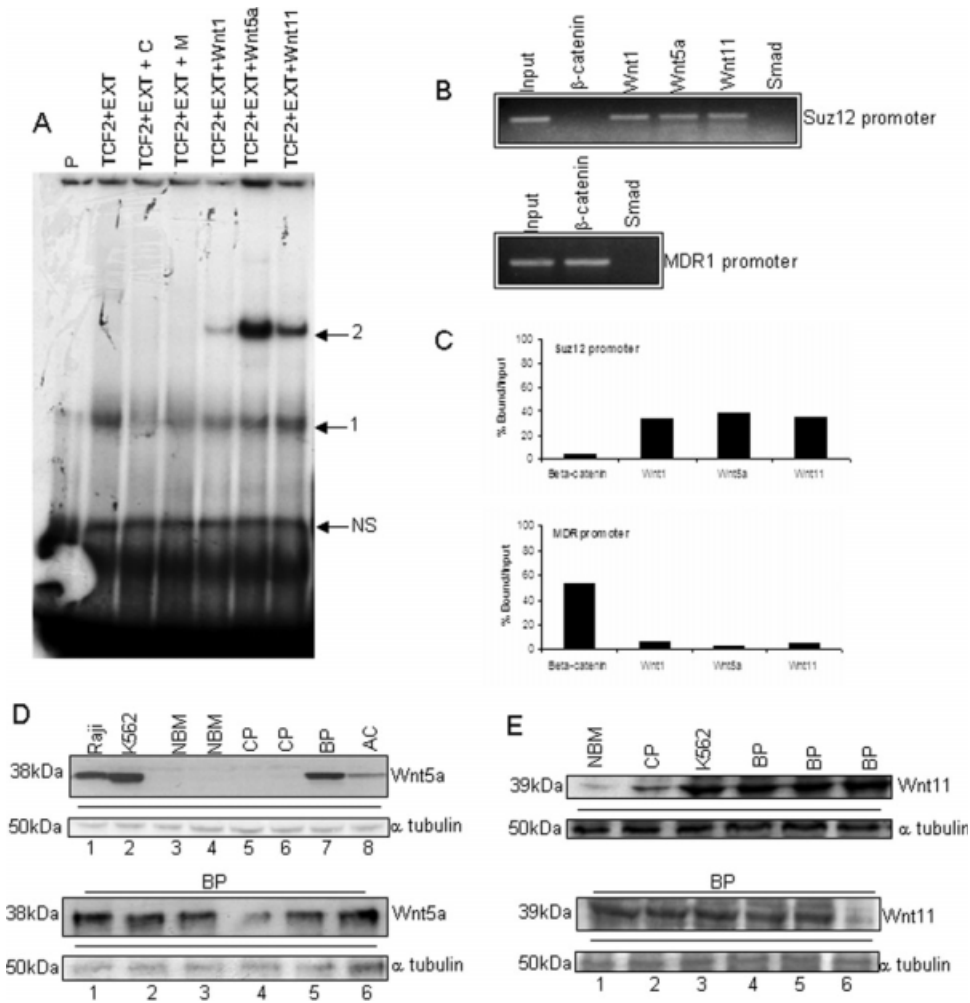 A
P
TCF2+EXT
TCF2+EXT + C
TCF2+EXT + M
TCF2+EXT+Wnt1
TCF2+EXT+Wnt5a
TCF2+EXT+Wnt11
2
1
NS
B
Input
β-catenin
Wnt1
Wnt5a
Wnt11
Smad
Suz12 promoter
Input
β-catenin
Smad
MDR1 promoter
C
Suz12 promoter
% Bound/Input
100
80
60
40
20
0
Beta-catenin Wnt1 Wnt5a Wnt11
MDR promoter
% Bound/Input
100
80
60
40
20
0
Beta-catenin Wnt1 Wnt5a Wnt11
D
Raji K562 NBM NBM CP CP BP AC
38kDa Wnt5a
50kDa α tubulin
1 2 3 4 5 6 7 8
BP
38kDa Wnt5a
50kDa α tubulin
1 2 3 4 5 6
E
NBM CP K562 BP BP BP
39kDa Wnt11
50kDa α tubulin
BP
39kDa Wnt11
50kDa α tubulin
1 2 3 4 5 6